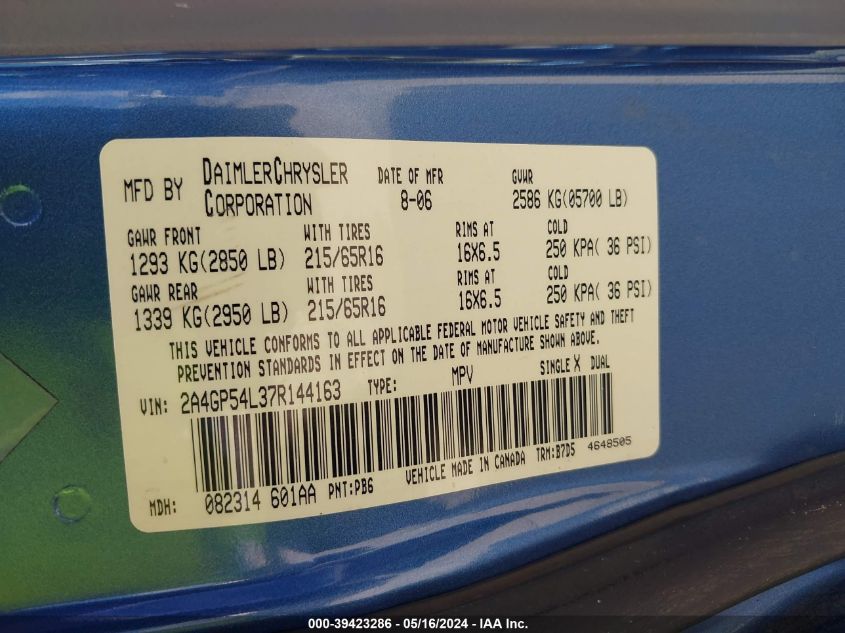 MFD BY DAIMLERCHRYSLER CORPORATION DATE OF MFR 8-06 GVWR 2586 KG(05700 LB)
GAWR FRONT WITH TIRES RIMS AT COLD
1293 KG(2850 LB) 215/65R16 16X6.5 250 KPA( 36 PSI)
GAWR REAR WITH TIRES RIMS AT COLD
1339 KG(2950 LB) 215/65R16 16X6.5 250 KPA( 36 PSI)
THIS VEHICLE CONFORMS TO ALL APPLICABLE FEDERAL MOTOR VEHICLE SAFETY AND THEFT
PREVENTION STANDARDS IN EFFECT ON THE DATE OF MANUFACTURE SHOWN ABOVE.
VIN: 2A4GP54L37R144163 TYPE: MPV SINGLE X DUAL
MDH: 082314 601AA PNT:PB6 VEHICLE MADE IN CANADA TRM:B7D5 4648505
000-39423286 - 05/16/2024 - IAA Inc.